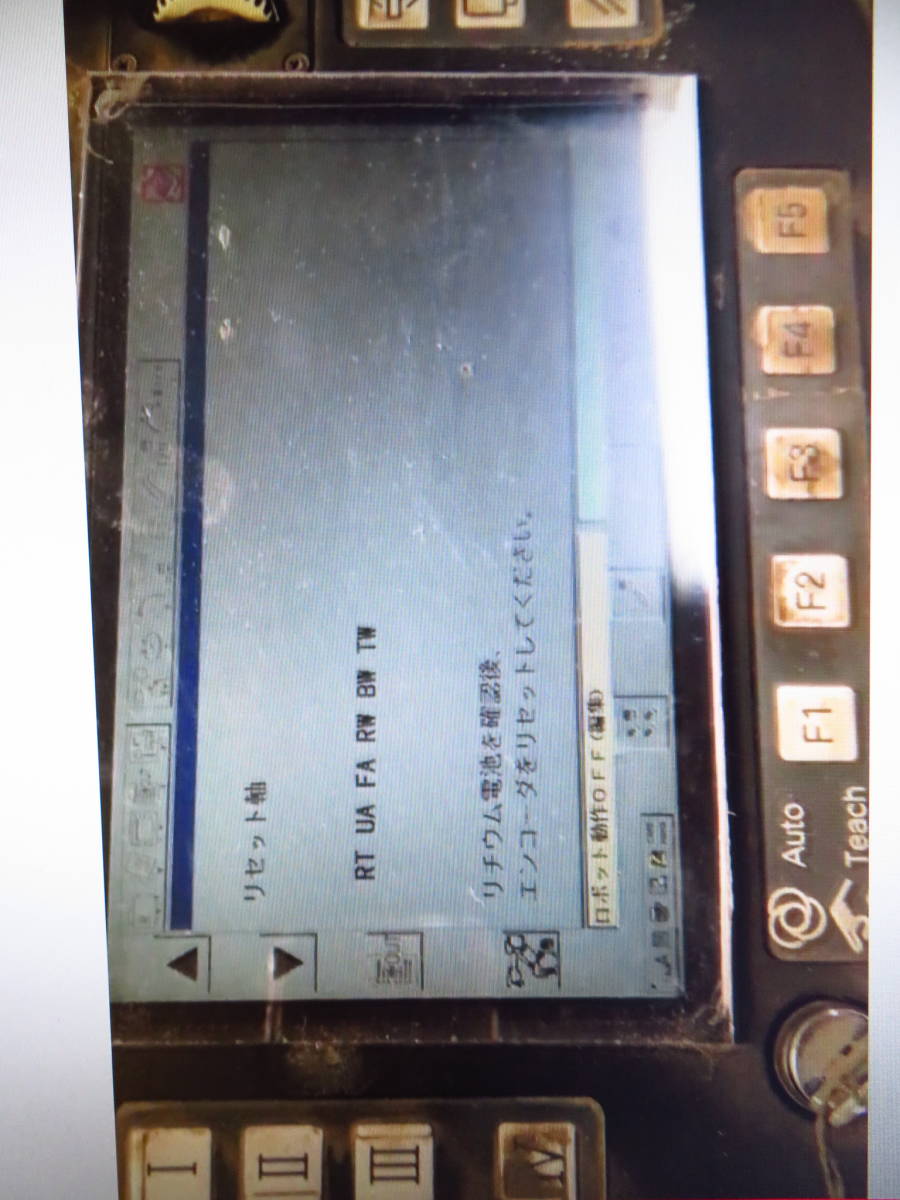 リセット軸
RT UA FA RW BW TW
リチウム電池を確認後、
エンコーダをリセットしてください。
ロボット動作OFF(編集)
OUT
F1
F2
F3
F4
F5
Auto
Teach
I
II
III
IV